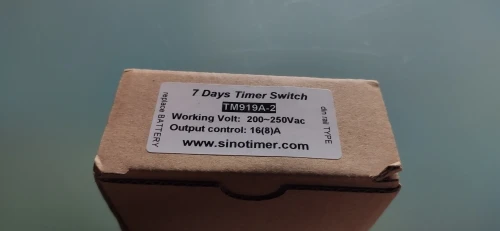 7 Days Timer Switch
TM919A-2
Working Volt: 200~250Vac
Output control: 16(8)A
www.sinotimer.com
replace BATTERY
din rail TYPE